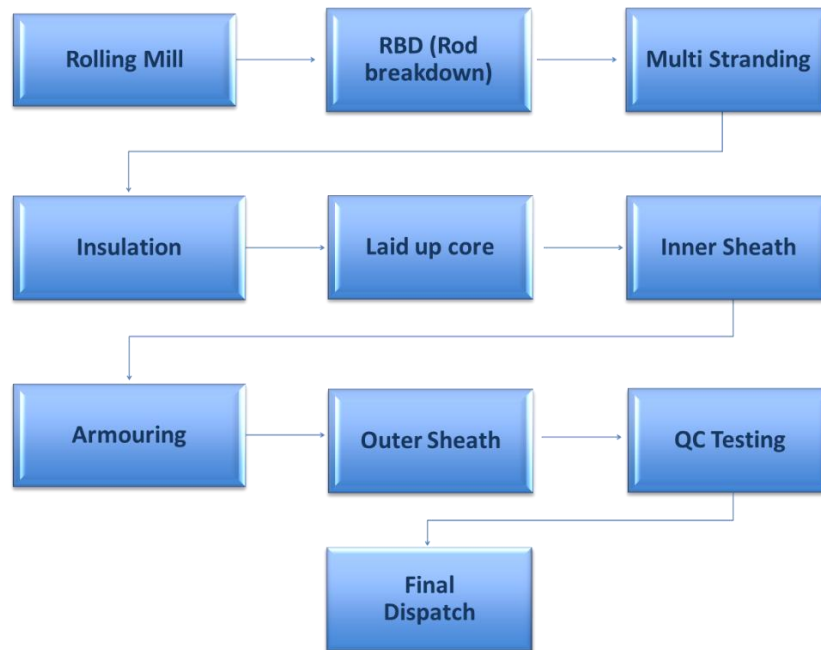 Rolling Mill
RBD (Rod
breakdown)
Multi Stranding
Insulation
Laid up core
Inner Sheath
Armouring
Outer Sheath
QC Testing
Final
Dispatch